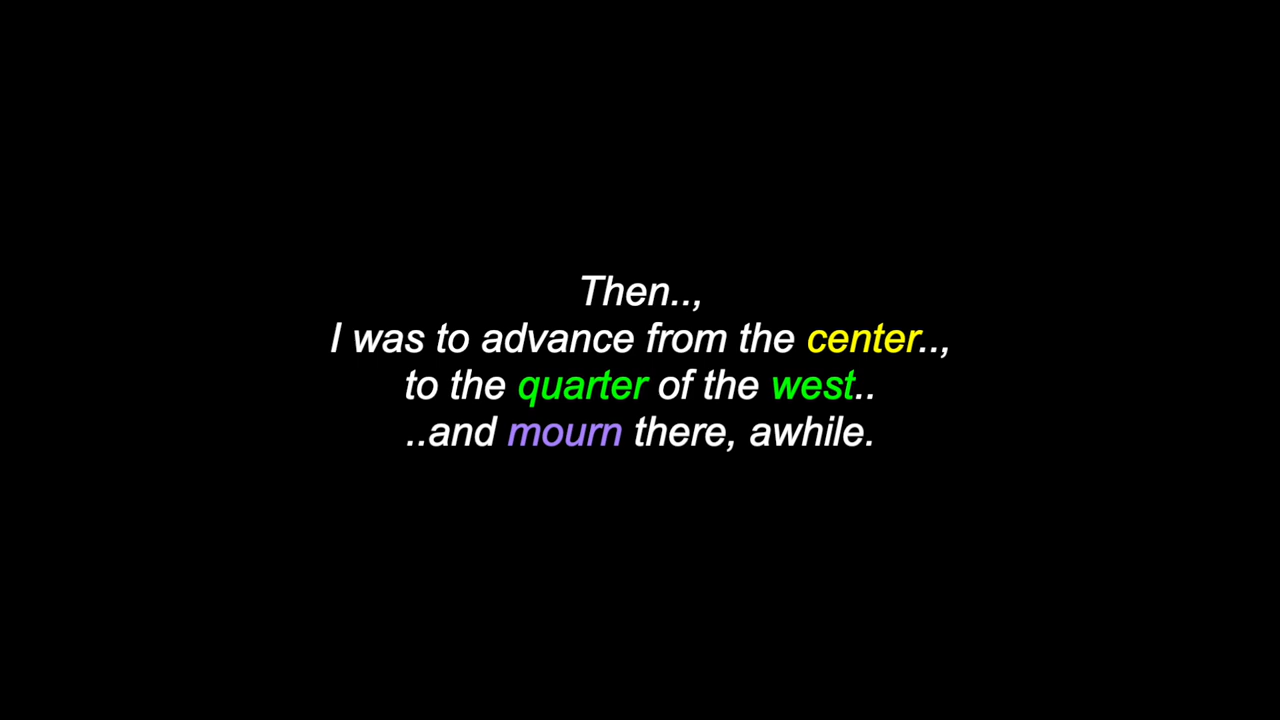 Then..,
I was to advance from the center..,
to the quarter of the west..
..and mourn there, awhile.